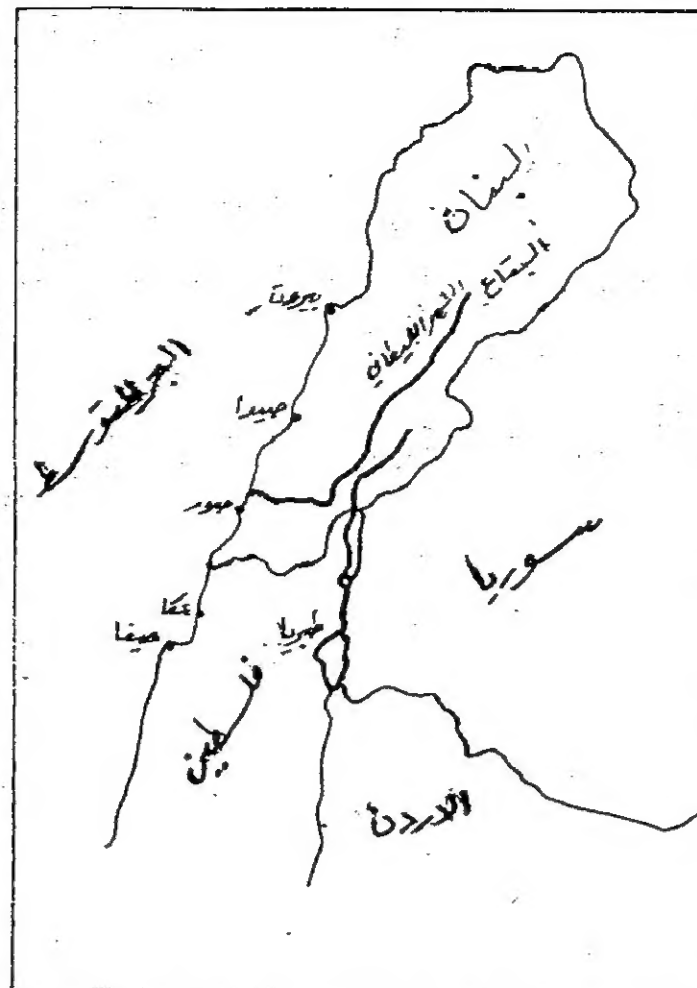 لبنان
البقاع
النهر الليطاني
بيروت
البحر المتوسط
صيدا
صور
سوريا
عكا
حيفا
طبريا
فلسطين
الاردن